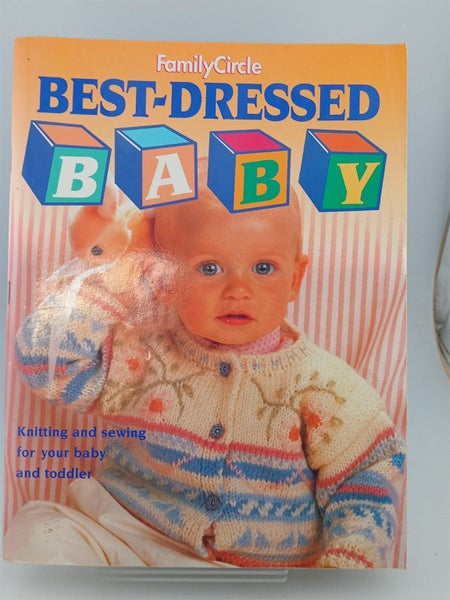 FamilyCircle
BEST-DRESSED
BABY
Knitting and sewing
for your baby
and toddler